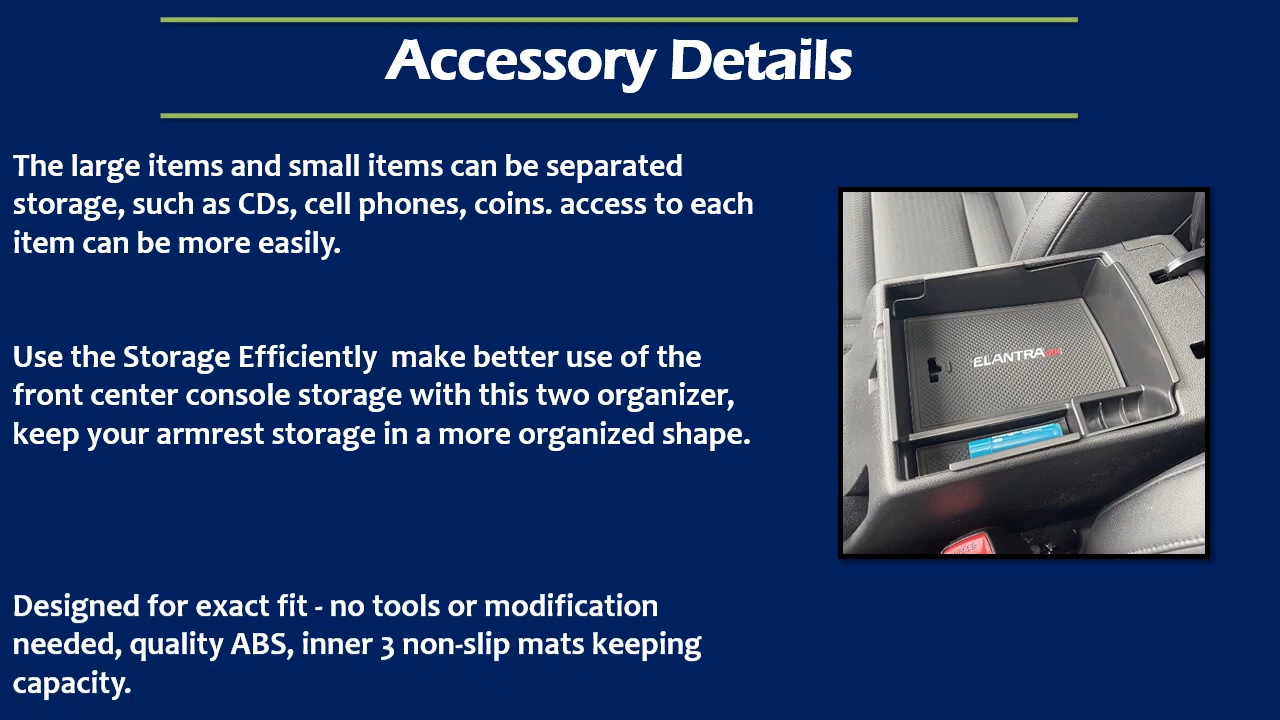 Accessory Details
The large items and small items can be separated
storage, such as CDs, cell phones, coins. access to each
item can be more easily.
Use the Storage Efficiently  make better use of the
front center console storage with this two organizer,
keep your armrest storage in a more organized shape.
ELANTRA
Designed for exact fit - no tools or modification
needed, quality ABS, inner 3 non-slip mats keeping
capacity.